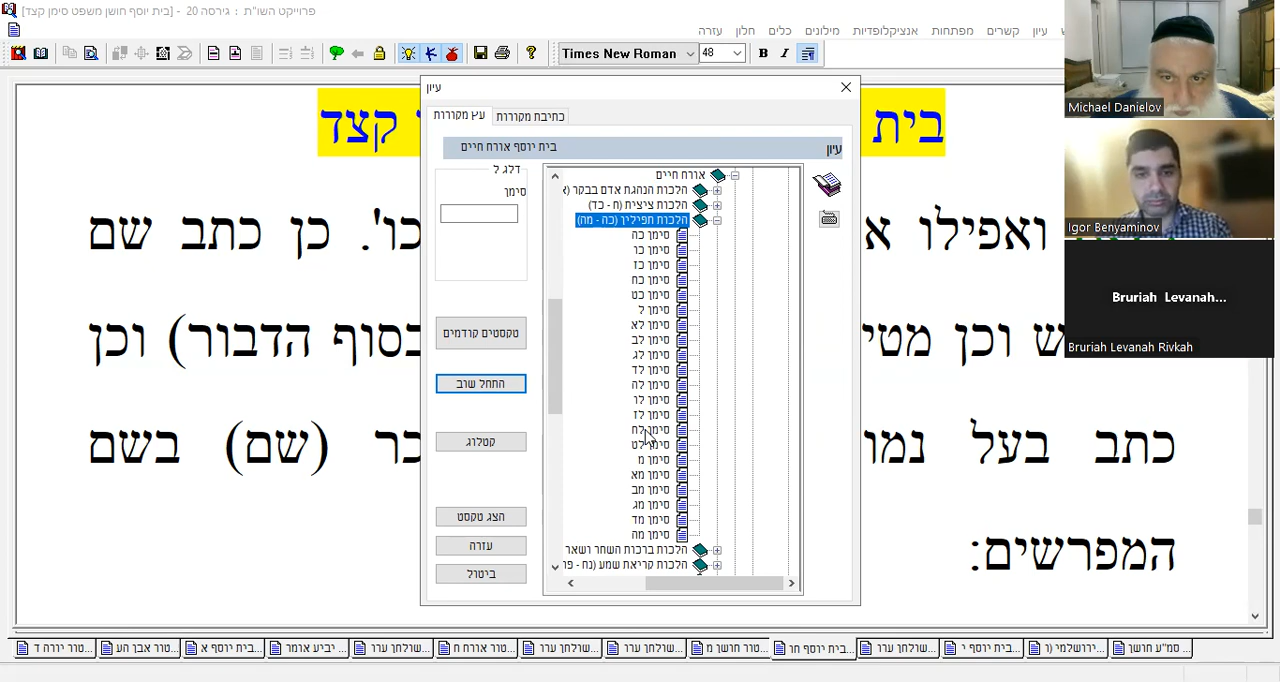 פרוייקט השו"ת : גירסה 20 - [בית יוסף חושן משפט סימן קצד]
עיון קשרים מפתחות אנציקלופדיות מילונים כלים חלון עזרה
Times New Roman 48 B I
בית
קצד
ואפילו
כו'. כן כתב שם
וכן
בסוף הדבור) וכן
כתב בעל
(שם) בשם
המפרשים:
עיון
עץ מקורות כתיבת מקורות
עיון בית יוסף אורח חיים
דלג ל
סימן
טקסטים קודמים
התחל שוב
קטלוג
הצג טקסט
עזרה
ביטול
אורח חיים
הלכות הנהגת אדם בבקר (א
הלכות ציצית (ח - כד)
הלכות תפילין (כה - מה)
סימן כה
סימן כו
סימן כז
סימן כח
סימן כט
סימן ל
סימן לא
סימן לב
סימן לג
סימן לד
סימן לה
סימן לו
סימן לז
סימן לח
סימן לט
סימן מ
סימן מא
סימן מב
סימן מג
סימן מד
סימן מה
הלכות ברכות השחר ושאר
הלכות קריאת שמע (נח - פ
Michael Danielov
Igor Benyaminov
Bruriah Levanah...
Bruriah Levanah Rivkah
סמ"ע חושן ...
ירושלמי (ו ...
בית יוסף י ...
שולחן ערו...
בית יוסף חו...
טור חושן מ...
שולחן ערו...
שולחן ערו...
טור אורח ח...
שולחן ערו...
יביע אומר ...
בית יוסף א...
טור אבן הע...
טור יורה ד...